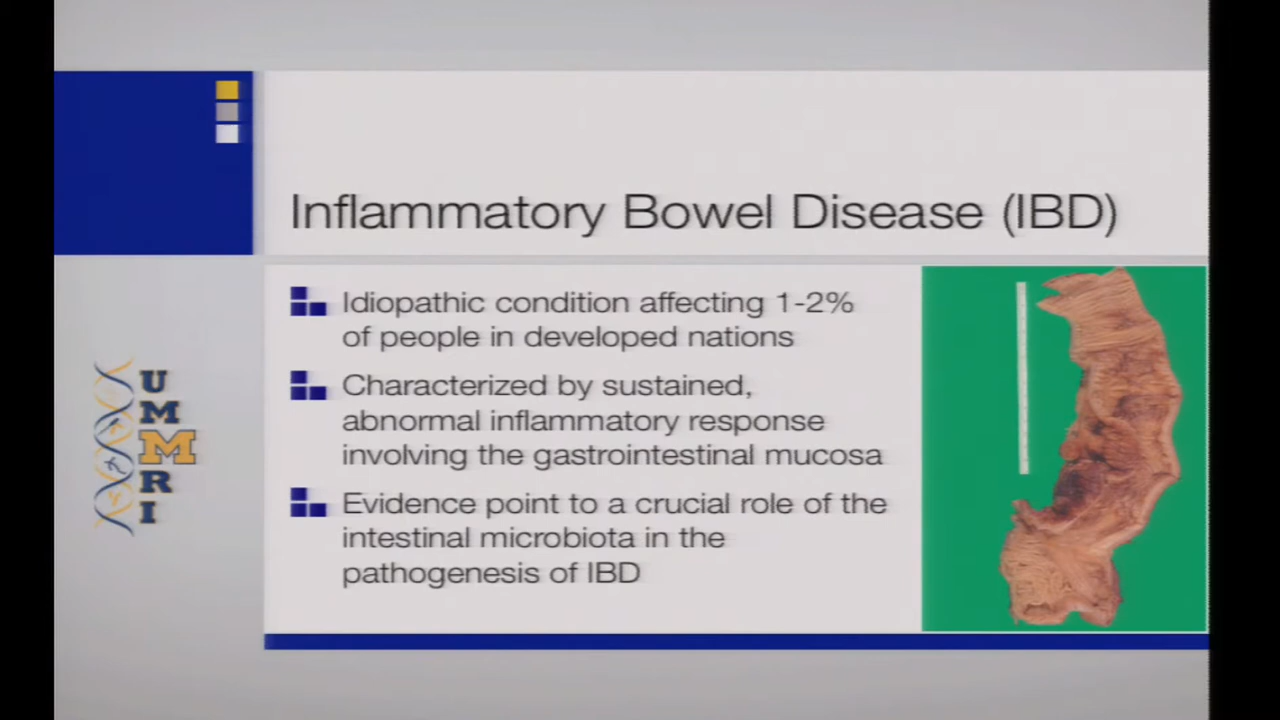 Inflammatory Bowel Disease (IBD)
Idiopathic condition affecting 1-2%
of people in developed nations
Characterized by sustained,
abnormal inflammatory response
involving the gastrointestinal mucosa
Evidence point to a crucial role of the
intestinal microbiota in the
pathogenesis of IBD
U
M
M
R
I